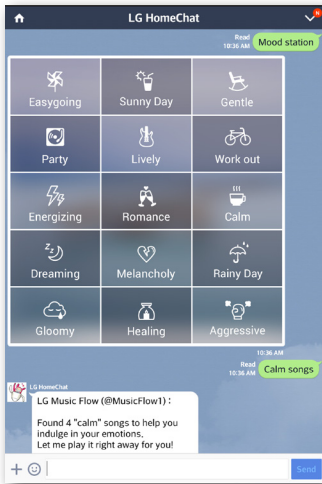 LG HomeChat
N
Read
10:36 AM
Mood station
Easygoing
Sunny Day
Gentle
Party
Lively
Work out
Energizing
Romance
Calm
Dreaming
Melancholy
Rainy Day
Gloomy
Healing
Aggressive
10:36 AM
Read
10:36 AM
Calm songs
LG HomeChat
LG Music Flow (@MusicFlow1) :
Found 4 "calm" songs to help you
indulge in your emotions,
Let me play it right away for you!
Send